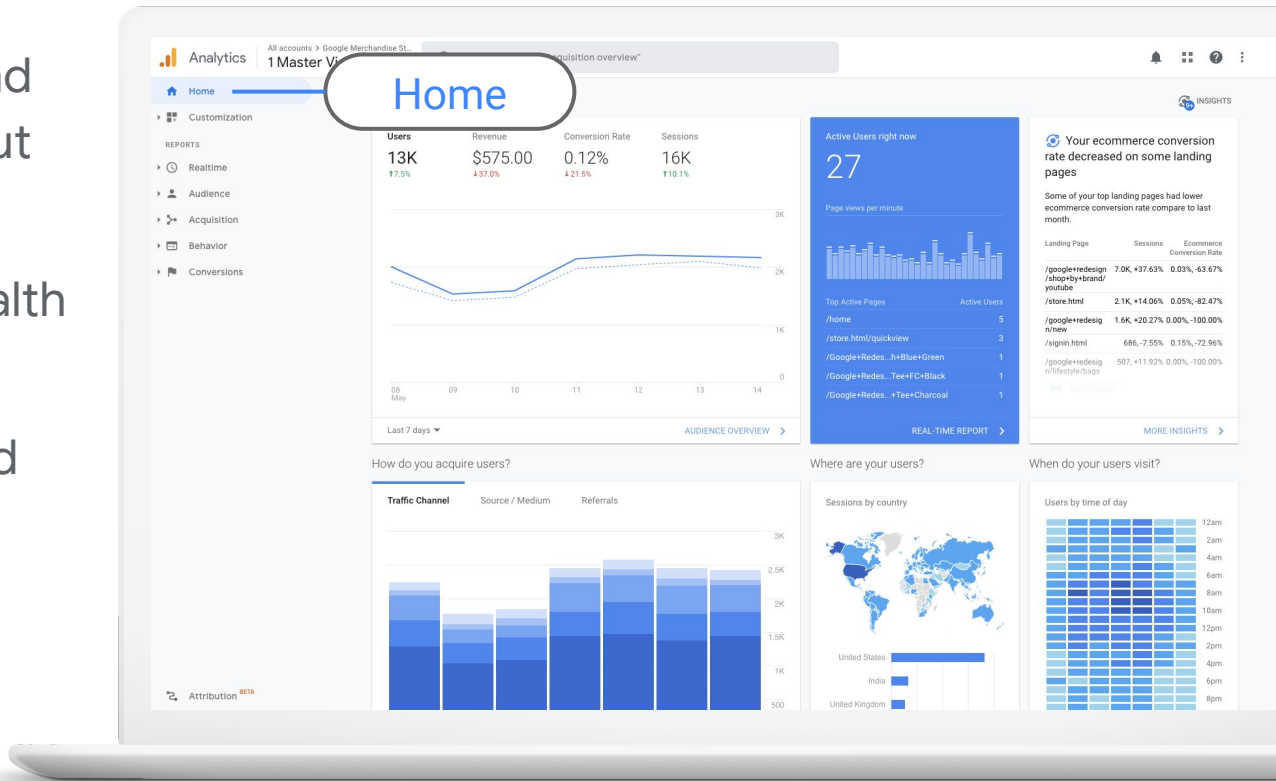 nd
ut
alth
d
Analytics
All accounts > Google Merchandise St...
1 Master Vi
quisition overview"
Home
Home
Customization
REPORTS
Realtime
Audience
Acquisition
Behavior
Conversions
Attribution BETA
INSIGHTS
Users Revenue Conversion Rate Sessions
13K $575.00 0.12% 16K
↑7.5% ↓37.0% ↓21.5% ↑10.1%
3K
2K
1K
0
08 09 10 11 12 13 14
May
Last 7 days AUDIENCE OVERVIEW >
Active Users right now
27
Page views per minute
Top Active Pages Active Users
/home 5
/store.html/quickview 3
/Google+Redes...h+Blue+Green 1
/Google+Redes...Tee+FC+Black 1
/Google+Redes...+Tee+Charcoal 1
REAL-TIME REPORT >
Your ecommerce conversion
rate decreased on some landing
pages
Some of your top landing pages had lower
ecommerce conversion rate compare to last
month.
Landing Page Sessions Ecommerce
Conversion Rate
/google+redesign 7.0K, +37.63% 0.03%, -63.67%
/shop+by+brand/
youtube
/store.html 2.1K, +14.06% 0.05%, -82.47%
/google+redesig 1.6K, +20.27% 0.00%, -100.00%
n/new
/signin.html 686, -7.55% 0.15%, -72.96%
/google+redesig 507, +11.92% 0.00%, -100.00%
n/lifestyle/bags
MORE INSIGHTS >
How do you acquire users?
Traffic Channel Source / Medium Referrals
3K
2.5K
2K
1.5K
1K
500
Where are your users?
Sessions by country
United States
India
United Kingdom
When do your users visit?
Users by time of day
12am
2am
4am
6am
8am
10am
12pm
2pm
4pm
6pm
8pm